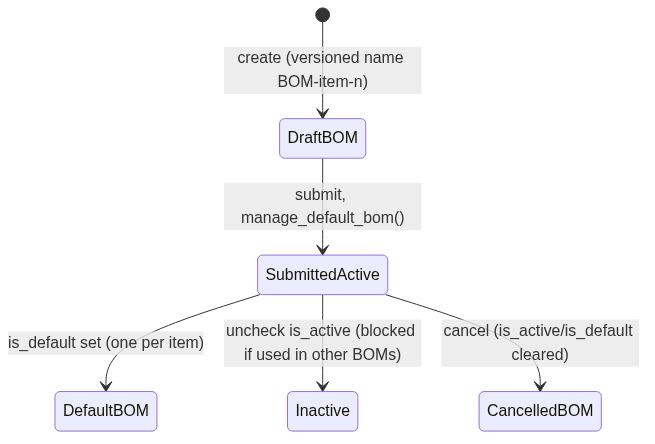 create (versioned name
BOM-item-n)
DraftBOM
submit,
manage_default_bom()
SubmittedActive
is_default set (one per item)
uncheck is_active (blocked
if used in other BOMs)
cancel (is_active/is_default
cleared)
DefaultBOM
Inactive
CancelledBOM